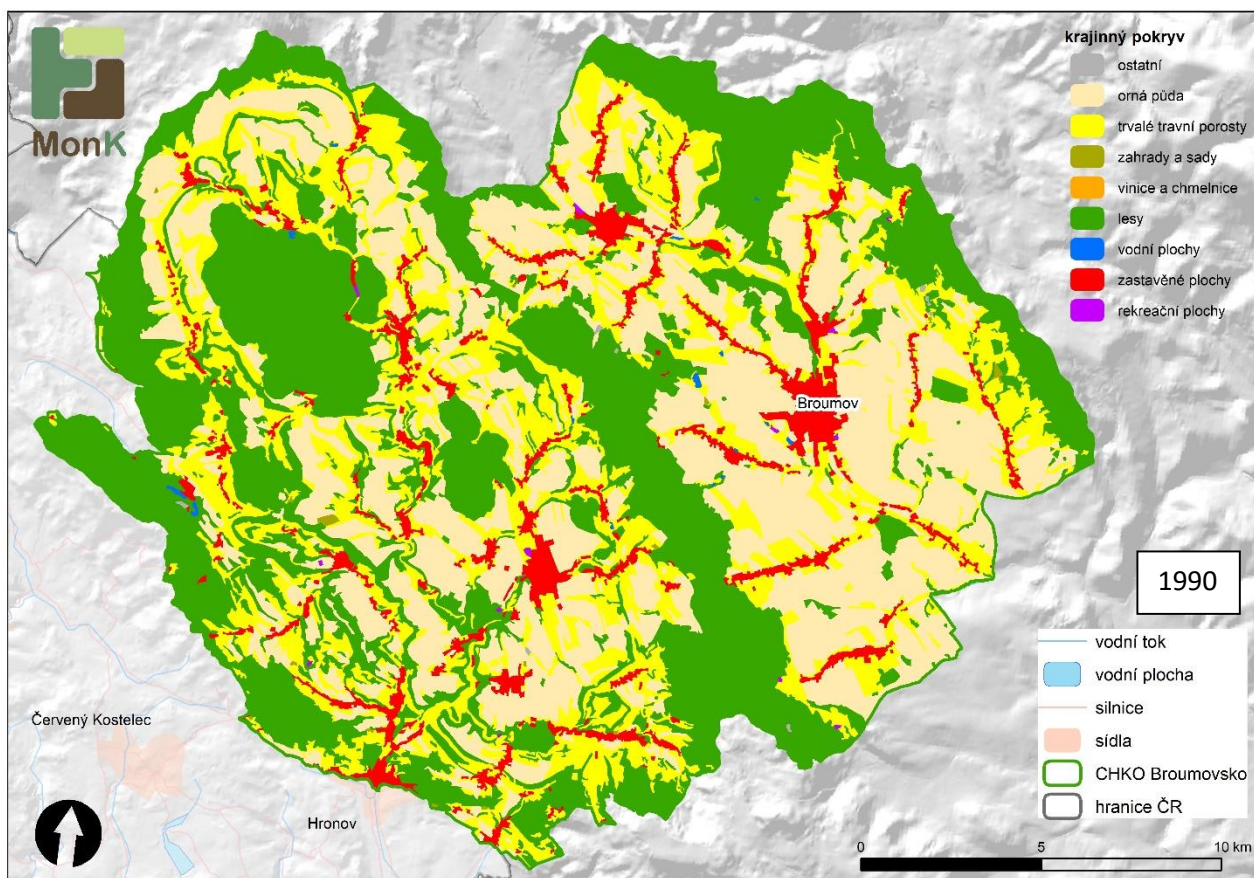 MonK
krajinný pokryv
ostatní
orná půda
trvalé travní porosty
zahrady a sady
vinice a chmelnice
lesy
vodní plochy
zastavěné plochy
rekreační plochy
Broumov
1990
vodní tok
vodní plocha
silnice
sídla
CHKO Broumovsko
hranice ČR
Červený Kostelec
Hronov
0 5 10 km